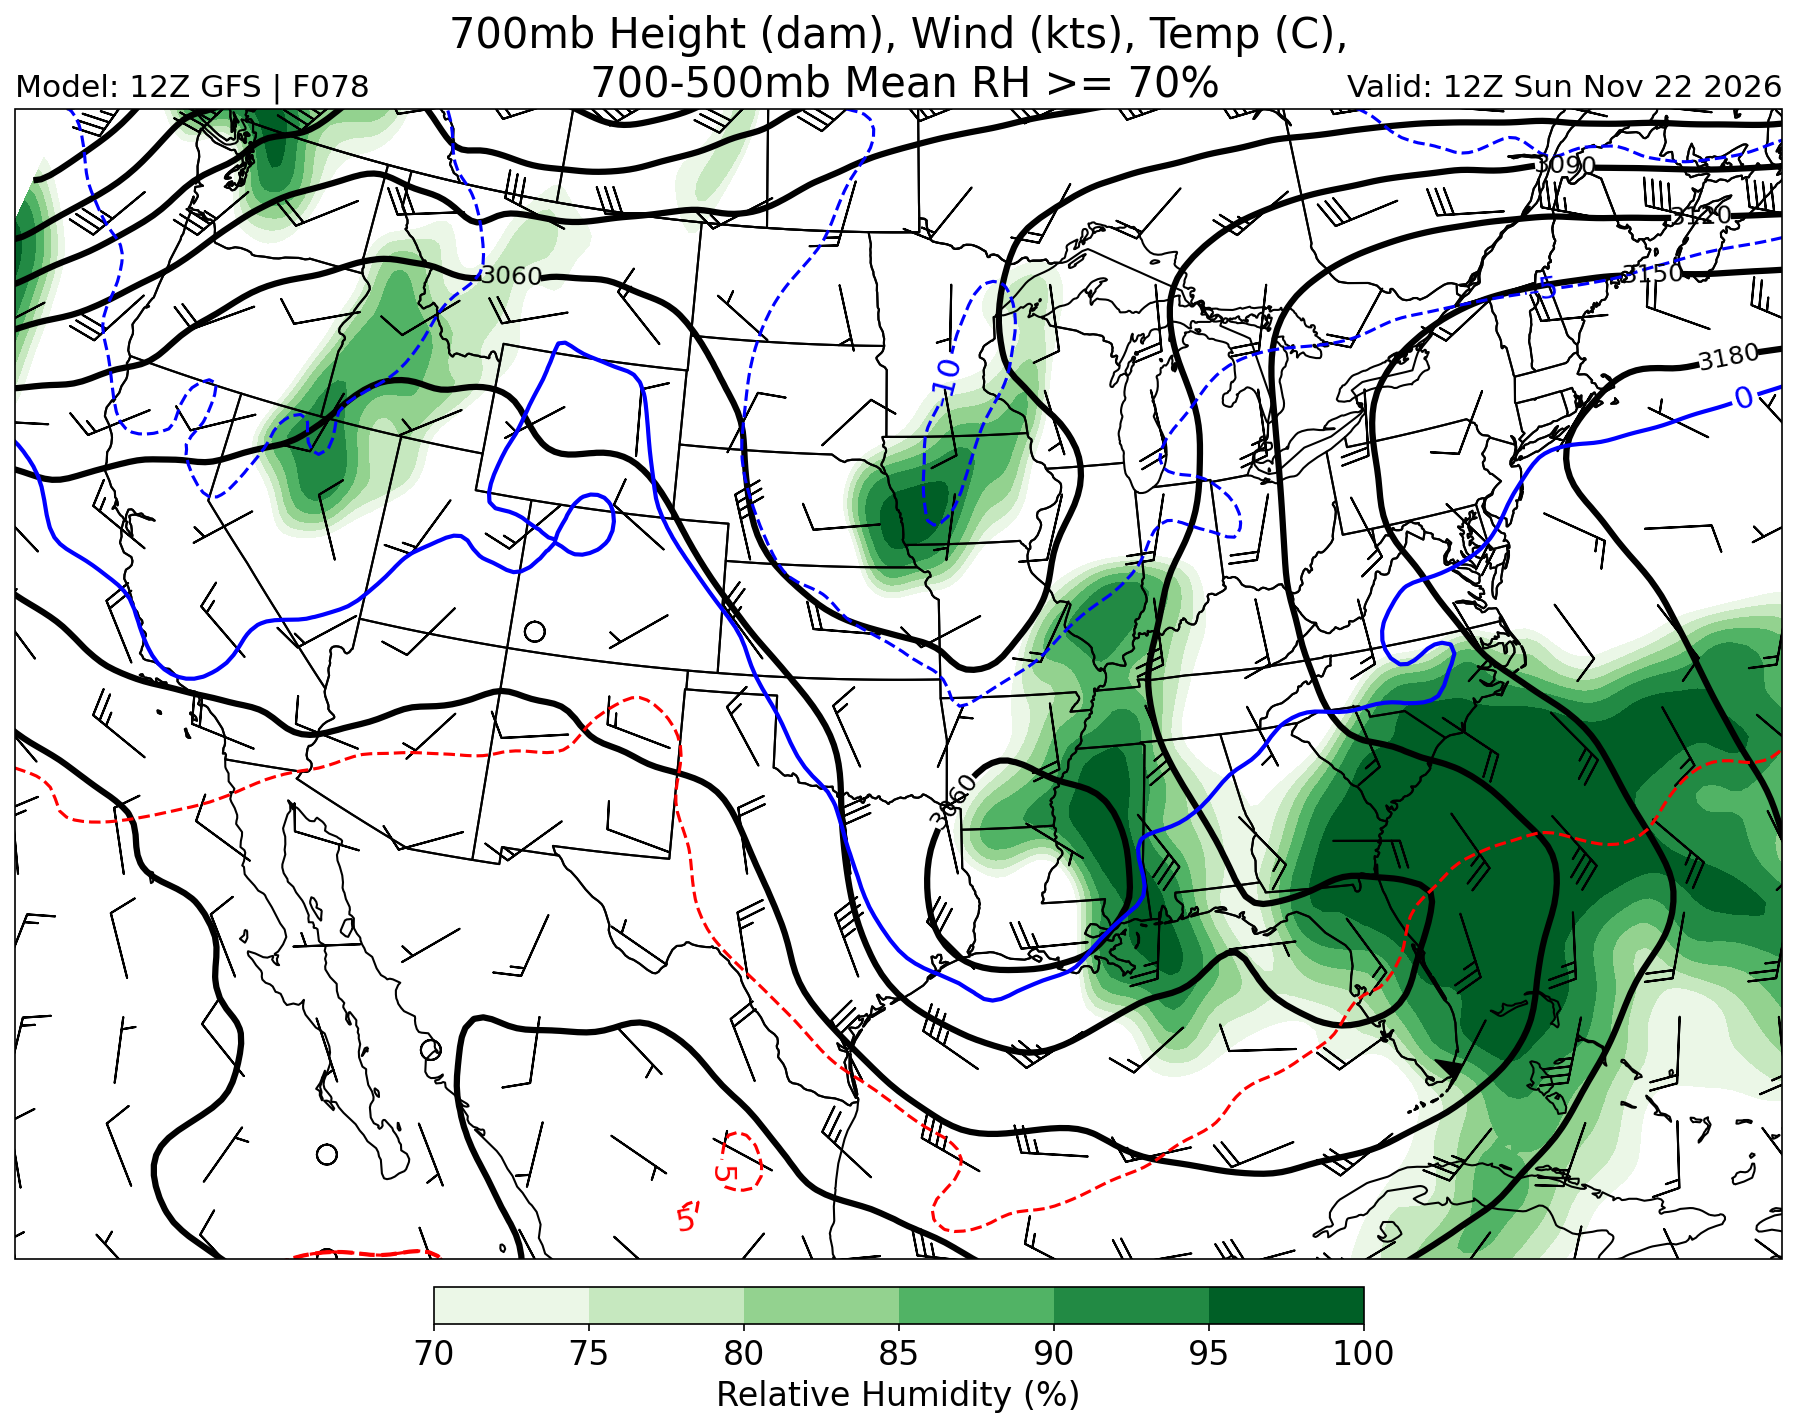 700mb Height (dam), Wind (kts), Temp (C),
700-500mb Mean RH >= 70%
Model: 12Z GFS | F078
Valid: 12Z Sun Nov 22 2026
3090
3120
3150
3180
3060
3060
-5
-10
0
5
5
70 75 80 85 90 95 100
Relative Humidity (%)